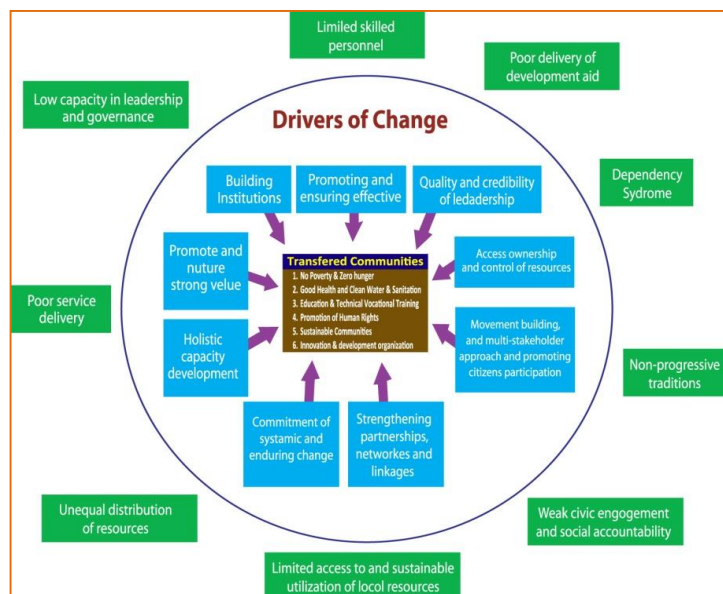 Limiled skilled
personnel
Poor delivery of
development aid
Low capacity in leadership
and governance
Drivers of Change
Dependency
Sydrome
Building
Institutions
Promoting and
ensuring effective
Quality and credibility
of ledadership
Promote and
nuture strong velue
Transfered Communities
1. No Poverty & Zero hunger
2. Good Health and Clean Water & Sanitation
3. Education & Technical Vocational Training
4. Promotion of Human Rights
5. Sustainable Communities
6. Innovation & development organization
Access ownership
and control of resources
Poor service
delivery
Holistic
capacity
development
Movement building,
and multi-stakeholder
approach and promoting
citizens participation
Non-progressive
traditions
Commitment of
systamic and
enduring change
Strengthening
partnerships,
networkes and
linkages
Unequal distribution
of resources
Weak civic engogement
and social accountability
Limited access to and sustainable
utilization of locol resources